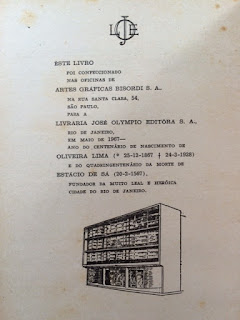 LJOE
ÊSTE LIVRO
FOI CONFECCIONADO
NAS OFICINAS DE
ARTES GRÁFICAS BISORDI S. A.,
NA RUA SANTA CLARA, 54,
SÃO PAULO,
PARA A
LIVRARIA JOSÉ OLYMPIO EDITÔRA S. A.,
RIO DE JANEIRO,
EM MAIO DE 1967—
ANO DO CENTENÁRIO DE NASCIMENTO DE
OLIVEIRA LIMA (* 25-12-1867 † 24-3-1928)
E DO QUADRINGENTENÁRIO DA MORTE DE
ESTÁCIO DE SÁ (20-2-1567),
FUNDADOR DA MUITO LEAL E HERÓICA
CIDADE DO RIO DE JANEIRO.